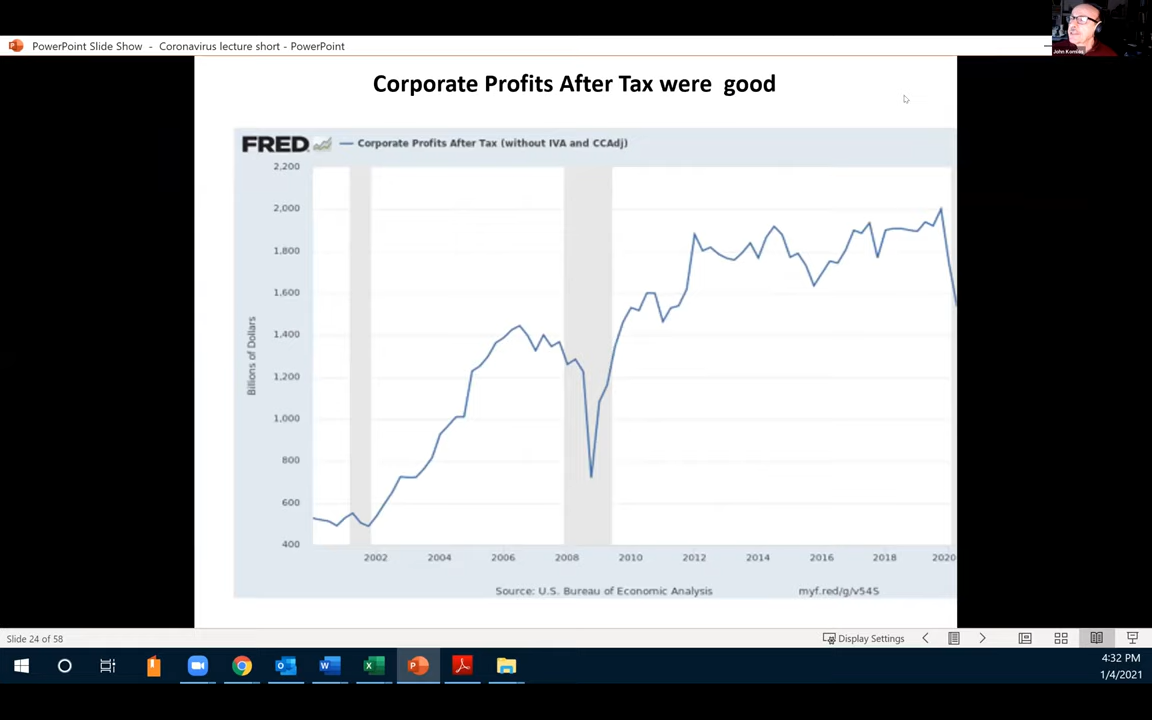 PowerPoint Slide Show - Coronavirus lecture short - PowerPoint
John Komlos
Corporate Profits After Tax were good
FRED
Corporate Profits After Tax (without IVA and CCAdj)
2,200
2,000
1,800
1,600
1,400
1,200
1,000
800
600
400
Billions of Dollars
2002 2004 2006 2008 2010 2012 2014 2016 2018 2020
Source: U.S. Bureau of Economic Analysis myf.red/g/v54S
Slide 24 of 58
Display Settings
4:32 PM
1/4/2021